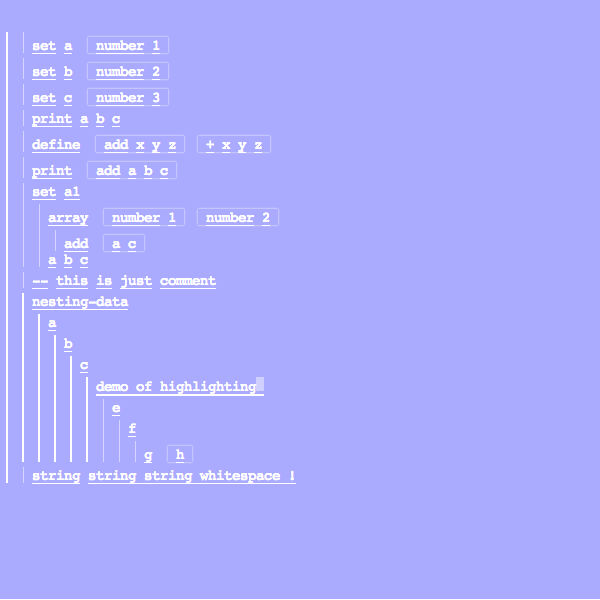 set a number 1
set b number 2
set c number 3
print a b c
define add x y z + x y z
print add a b c
set a1
array number 1 number 2
add a c
a b c
-- this is just comment
nesting-data
a
b
c
demo of highlighting
e
f
g h
string string string whitespace !